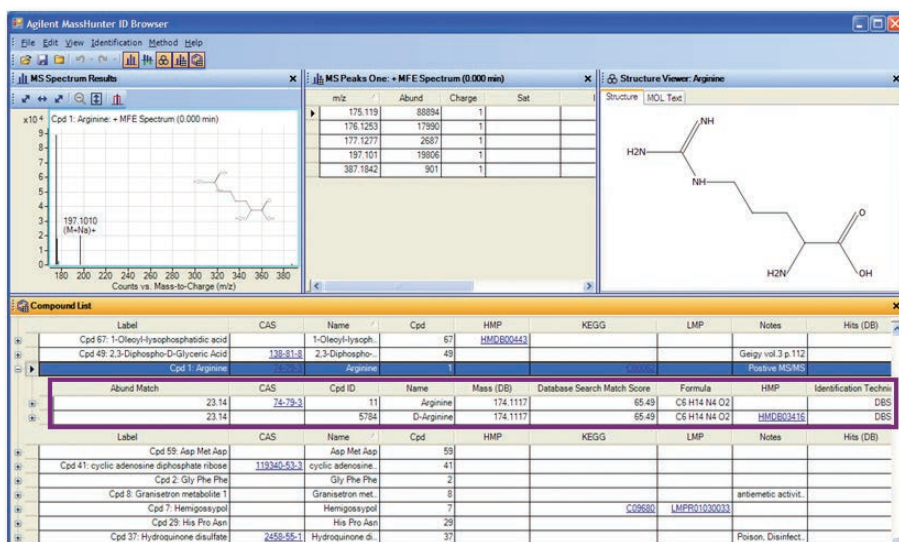 Agilent MassHunter ID Browser
File Edit View Identification Method Help
MS Spectrum Results
x10 4 Cpd 1: Arginine: + MFE Spectrum (0.000 min)
9
8
7
6
5
4
3
2
1
0
197.1010
(M+Na)+
180 200 220 240 260 280 300 320 340 360 380
Counts vs. Mass-to-Charge (m/z)
MS Peaks One: + MFE Spectrum (0.000 min)
m/z Abund Charge Sat
175.119 88894 1
176.1253 17990 1
177.1277 2687 1
197.101 19806 1
387.1842 901 1
Structure Viewer: Arginine
Structure MOL Text
NH
H2N
NH
O
H2N
OH
Compound List
Label CAS Name Cpd HMP KEGG LMP Notes Hits (DB)
Cpd 67: 1-Oleoyl-lysophosphatidic acid 1-Oleoyl-lysoph.. 67 HMDB00443
Cpd 49: 2,3-Diphospho-D-Glyceric Acid 138-81-8 2,3-Diphospho-.. 49 Geigy vol.3 p.112
Cpd 1: Arginine 74-79-3 Arginine 1 Postive MS/MS
Abund Match CAS Cpd ID Name Mass (DB) Database Search Match Score Formula HMP Identification Techni
23.14 74-79-3 11 Arginine 174.1117 65.49 C6 H14 N4 O2 DBS
23.14 5784 D-Arginine 174.1117 65.49 C6 H14 N4 O2 HMDB03416 DBS
Label CAS Name Cpd HMP KEGG LMP Notes Hits (DB)
Cpd 59: Asp Met Asp Asp Met Asp 59
Cpd 41: cyclic adenosine diphosphate ribose 119340-53-3 cyclic adenosine.. 41
Cpd 2: Gly Phe Phe Gly Phe Phe 2
Cpd 8: Granisetron metabolite 1 Granisetron met.. 8 antiemetic activit..
Cpd 7: Hemigossypol Hemigossypol 7 C09680 LMPR01030033
Cpd 29: His Pro Asn His Pro Asn 29
Cpd 37: Hydroquinone disulfate 2458-55-1 Hydroquinone di.. 37 Poison, Disinfect..